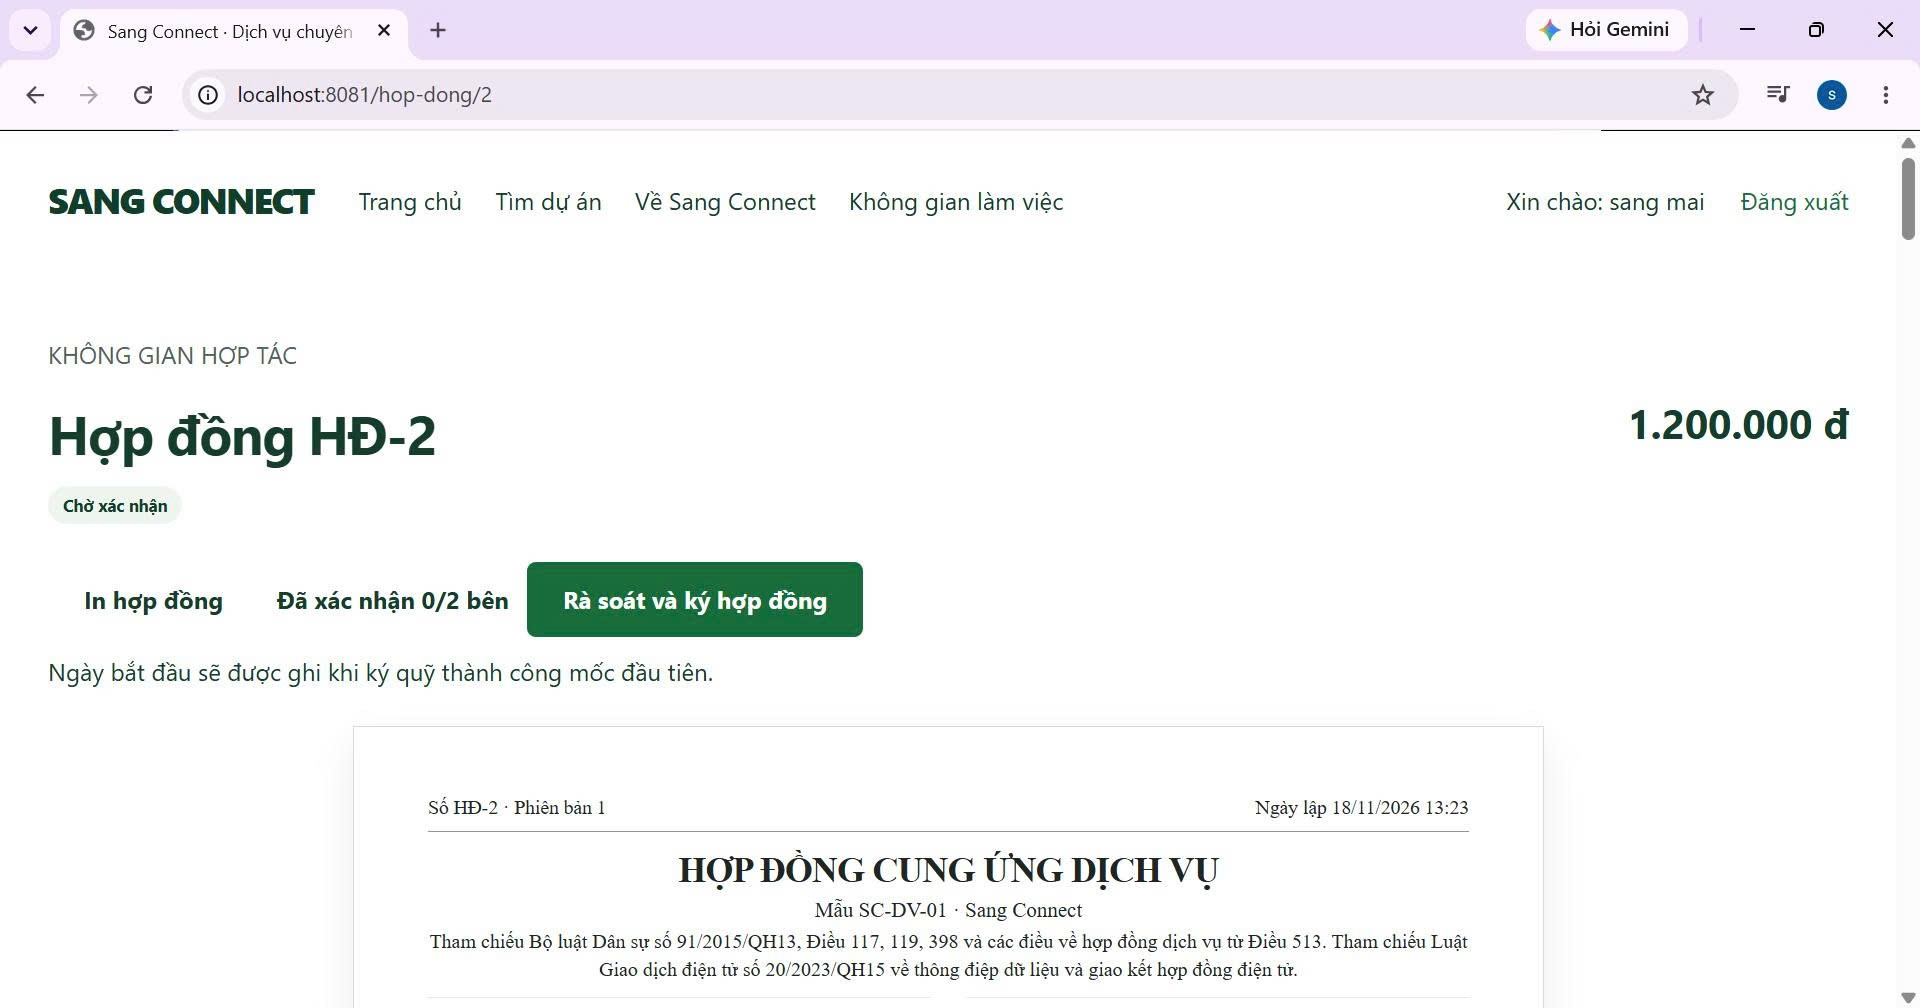 Sang Connect · Dịch vụ chuyên
Hỏi Gemini
localhost:8081/hop-dong/2
s
SANG CONNECT
Trang chủ
Tìm dự án
Về Sang Connect
Không gian làm việc
Xin chào: sang mai
Đăng xuất
KHÔNG GIAN HỢP TÁC
Hợp đồng HĐ-2
1.200.000 đ
Chờ xác nhận
In hợp đồng
Đã xác nhận 0/2 bên
Rà soát và ký hợp đồng
Ngày bắt đầu sẽ được ghi khi ký quỹ thành công mốc đầu tiên.
Số HĐ-2 · Phiên bản 1
Ngày lập 18/11/2026 13:23
HỢP ĐỒNG CUNG ỨNG DỊCH VỤ
Mẫu SC-DV-01 · Sang Connect
Tham chiếu Bộ luật Dân sự số 91/2015/QH13, Điều 117, 119, 398 và các điều về hợp đồng dịch vụ từ Điều 513. Tham chiếu Luật
Giao dịch điện tử số 20/2023/QH15 về thông điệp dữ liệu và giao kết hợp đồng điện tử.